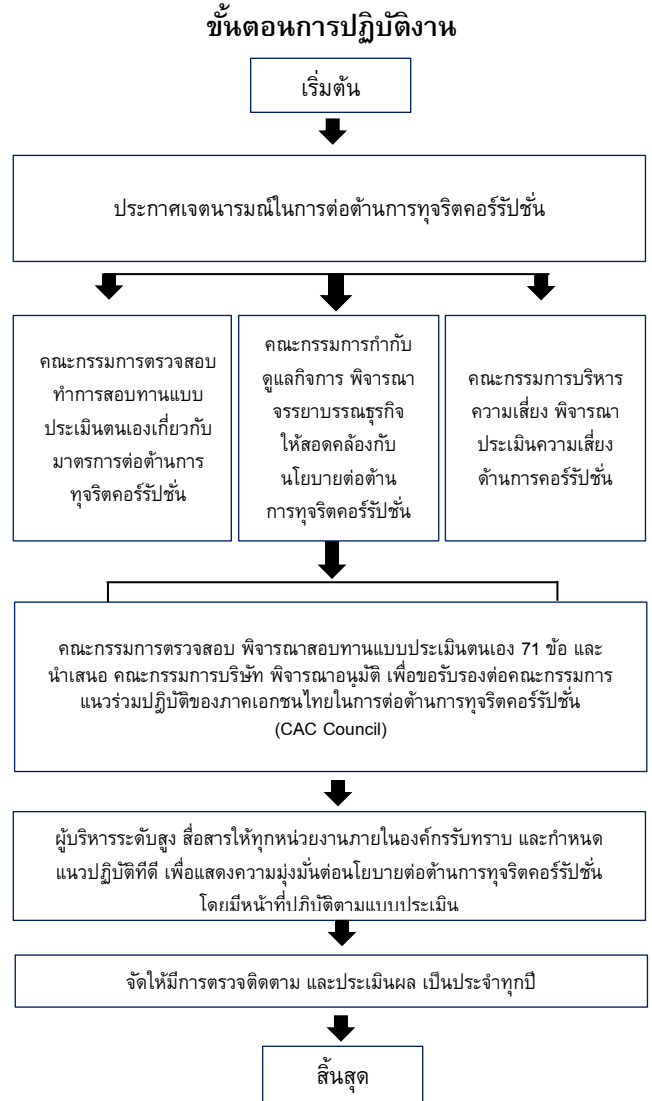 ขั้นตอนการปฏิบัติงาน
เริ่มต้น
ประกาศเจตนารมณ์ในการต่อต้านการทุจริตคอร์รัปชั่น
คณะกรรมการตรวจสอบ
ทำการสอบทานแบบ
ประเมินตนเองเกี่ยวกับ
มาตรการต่อต้านการ
ทุจริตคอร์รัปชั่น
คณะกรรมการกำกับ
ดูแลกิจการ พิจารณา
จรรยาบรรณธุรกิจ
ให้สอดคล้องกับ
นโยบายต่อต้าน
การทุจริตคอร์รัปชั่น
คณะกรรมการบริหาร
ความเสี่ยง พิจารณา
ประเมินความเสี่ยง
ด้านการคอร์รัปชั่น
คณะกรรมการตรวจสอบ พิจารณาสอบทานแบบประเมินตนเอง 71 ข้อ และ
นำเสนอ คณะกรรมการบริษัท พิจารณาอนุมัติ เพื่อขอรับรองต่อคณะกรรมการ
แนวร่วมปฎิบัติของภาคเอกชนไทยในการต่อต้านการทุจริตคอร์รัปชั่น
(CAC Council)
ผู้บริหารระดับสูง สื่อสารให้ทุกหน่วยงานภายในองค์กรรับทราบ และกำหนด
แนวปฏิบัติที่ดี เพื่อแสดงความมุ่งมั่นต่อนโยบายต่อต้านการทุจริตคอร์รัปชั่น
โดยมีหน้าที่ปฏิบัติตามแบบประเมิน
จัดให้มีการตรวจติดตาม และประเมินผล เป็นประจำทุกปี
สิ้นสุด